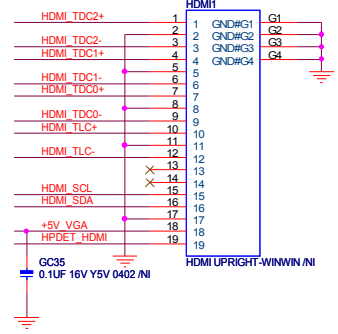 HDMI1
HDMI_TDC2+ 1 1 GND#G1 G1
2 2 GND#G2 G2
HDMI_TDC2- 3 3 GND#G3 G3
HDMI_TDC1+ 4 4 GND#G4 G4
5 5
HDMI_TDC1- 6 6
HDMI_TDC0+ 7 7
8 8
HDMI_TDC0- 9 9
HDMI_TLC+ 10 10
11 11
HDMI_TLC- 12 12
13 13
14 14
HDMI_SCL 15 15
HDMI_SDA 16 16
17 17
+5V_VGA 18 18
HPDET_HDMI 19 19
GC35
0.1UF 16V Y5V 0402 /NI
HDMI UPRIGHT-WINWIN /NI